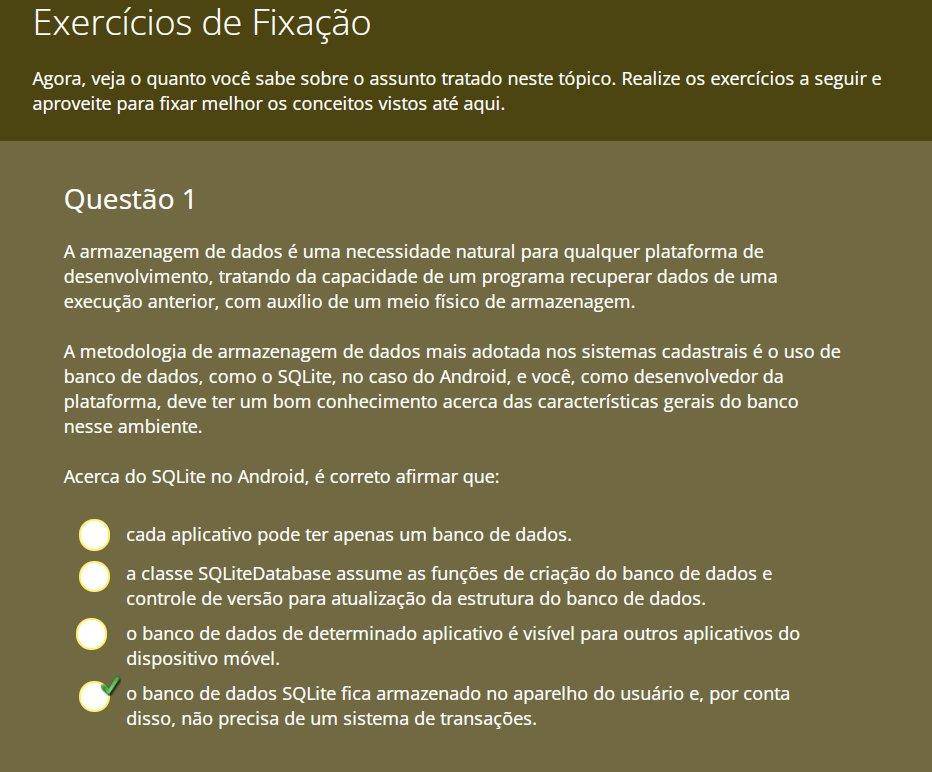 Exercícios de Fixação
Agora, veja o quanto você sabe sobre o assunto tratado neste tópico. Realize os exercícios a seguir e
aproveite para fixar melhor os conceitos vistos até aqui.
Questão 1
A armazenagem de dados é uma necessidade natural para qualquer plataforma de
desenvolvimento, tratando da capacidade de um programa recuperar dados de uma
execução anterior, com auxílio de um meio físico de armazenagem.
A metodologia de armazenagem de dados mais adotada nos sistemas cadastrais é o uso de
banco de dados, como o SQLite, no caso do Android, e você, como desenvolvedor da
plataforma, deve ter um bom conhecimento acerca das características gerais do banco
nesse ambiente.
Acerca do SQLite no Android, é correto afirmar que:
cada aplicativo pode ter apenas um banco de dados.
a classe SQLiteDatabase assume as funções de criação do banco de dados e
controle de versão para atualização da estrutura do banco de dados.
o banco de dados de determinado aplicativo é visível para outros aplicativos do
dispositivo móvel.
o banco de dados SQLite fica armazenado no aparelho do usuário e, por conta
disso, não precisa de um sistema de transações.